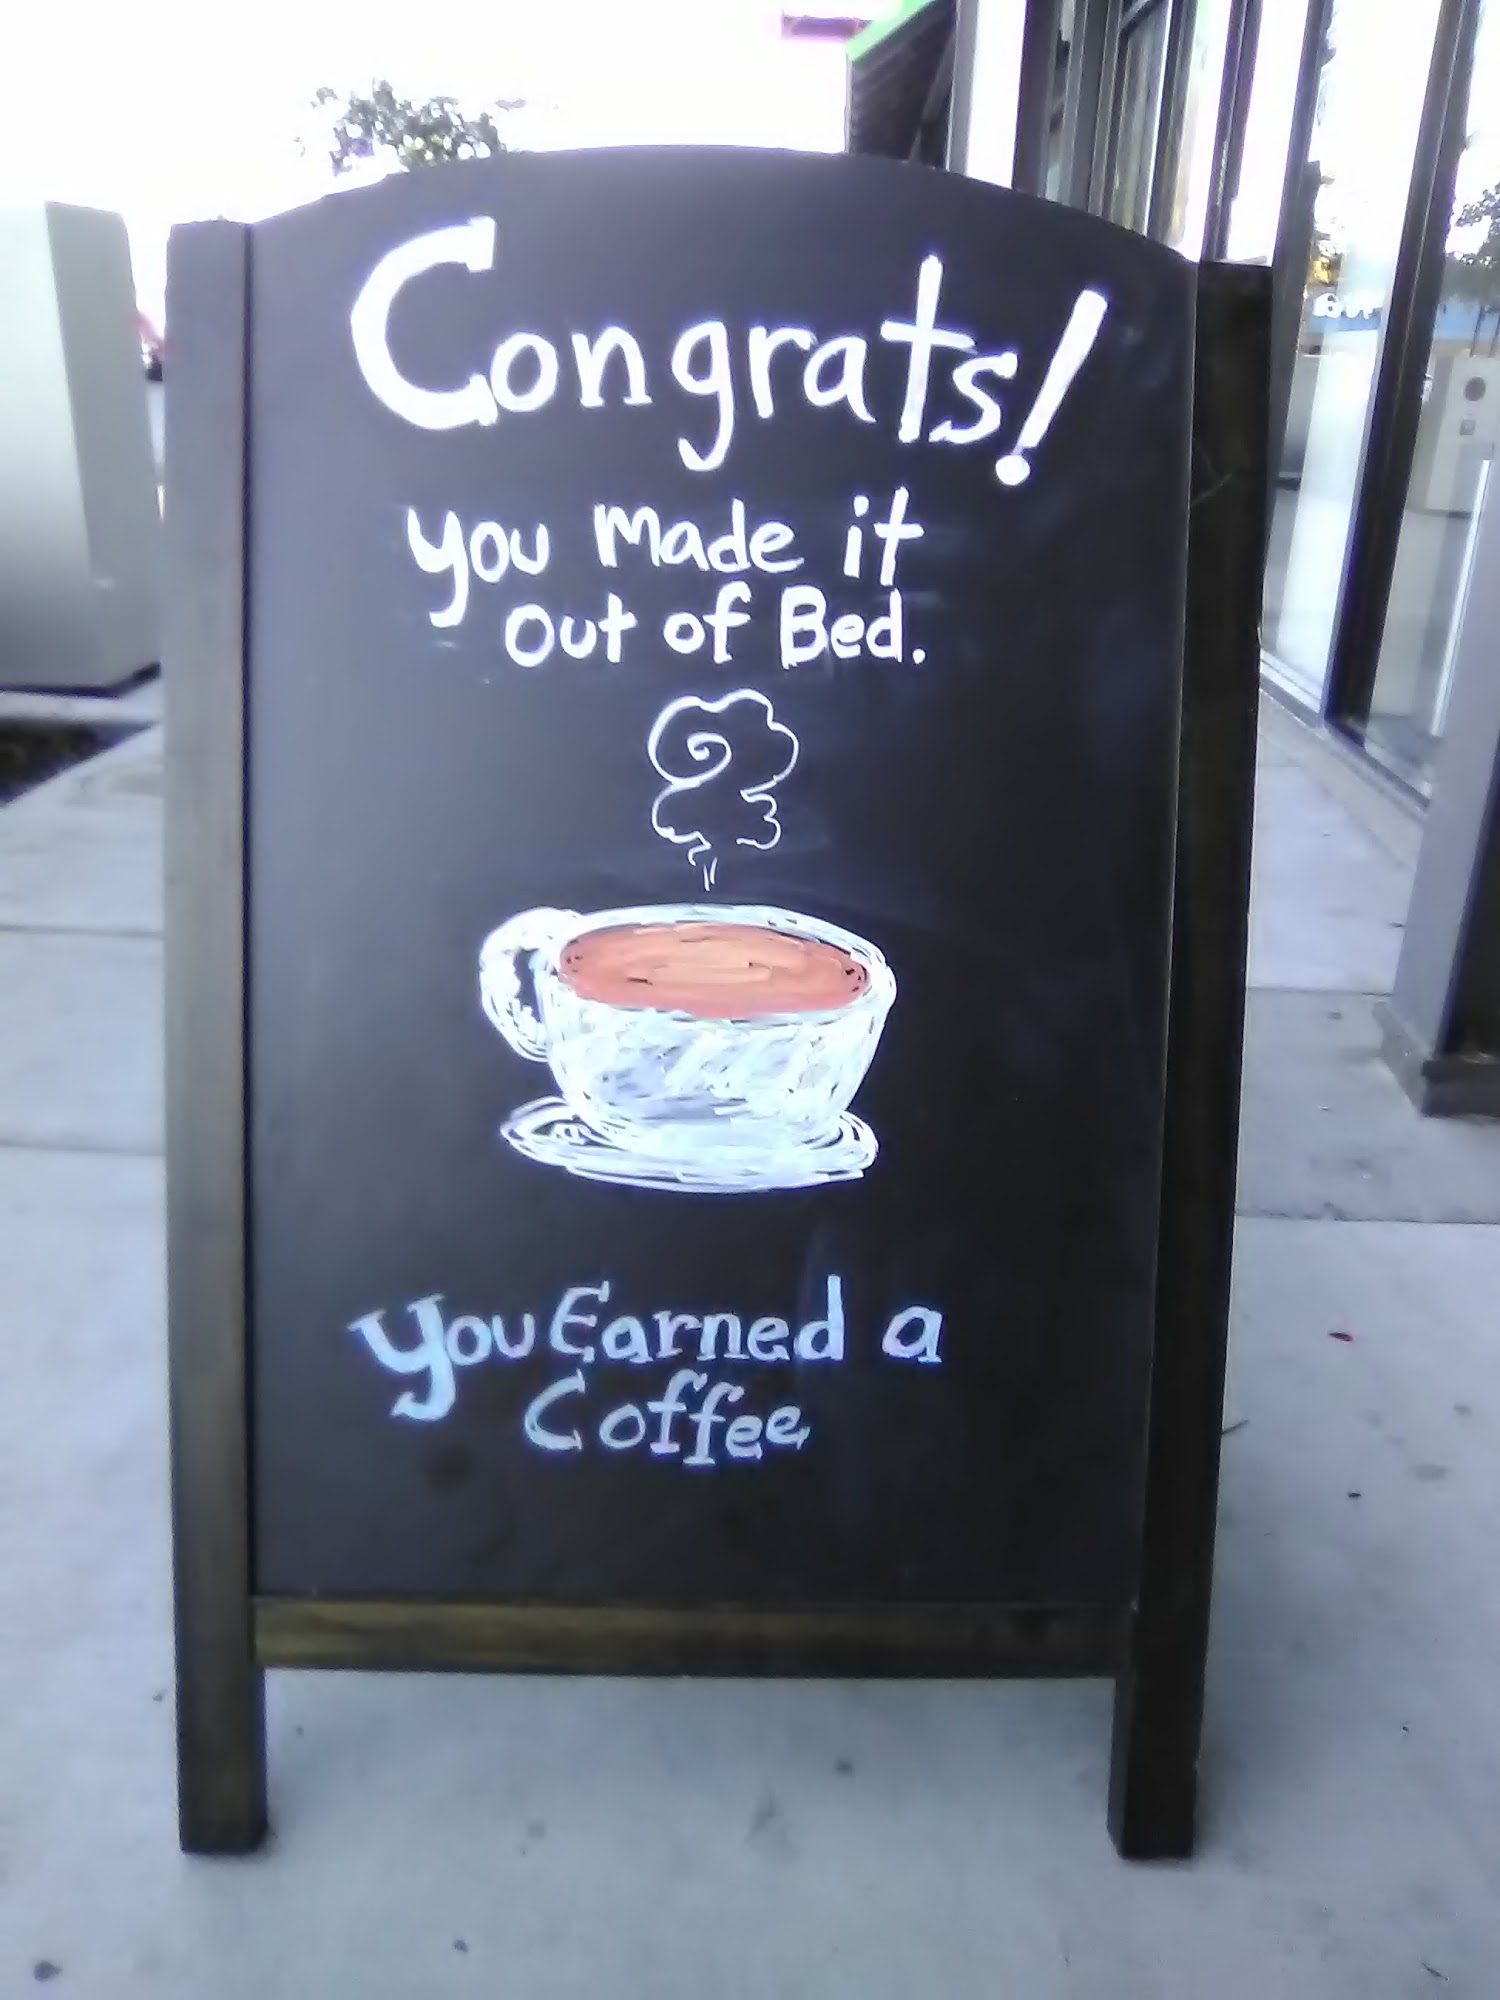 Congrats!
you made it
out of Bed.
you Earned a
Coffee